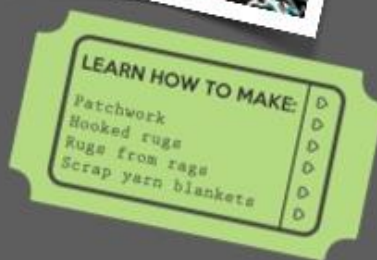 LEARN HOW TO MAKE:
Patchwork
Hooked rugs
Rugs from rags
Scrap yarn blankets